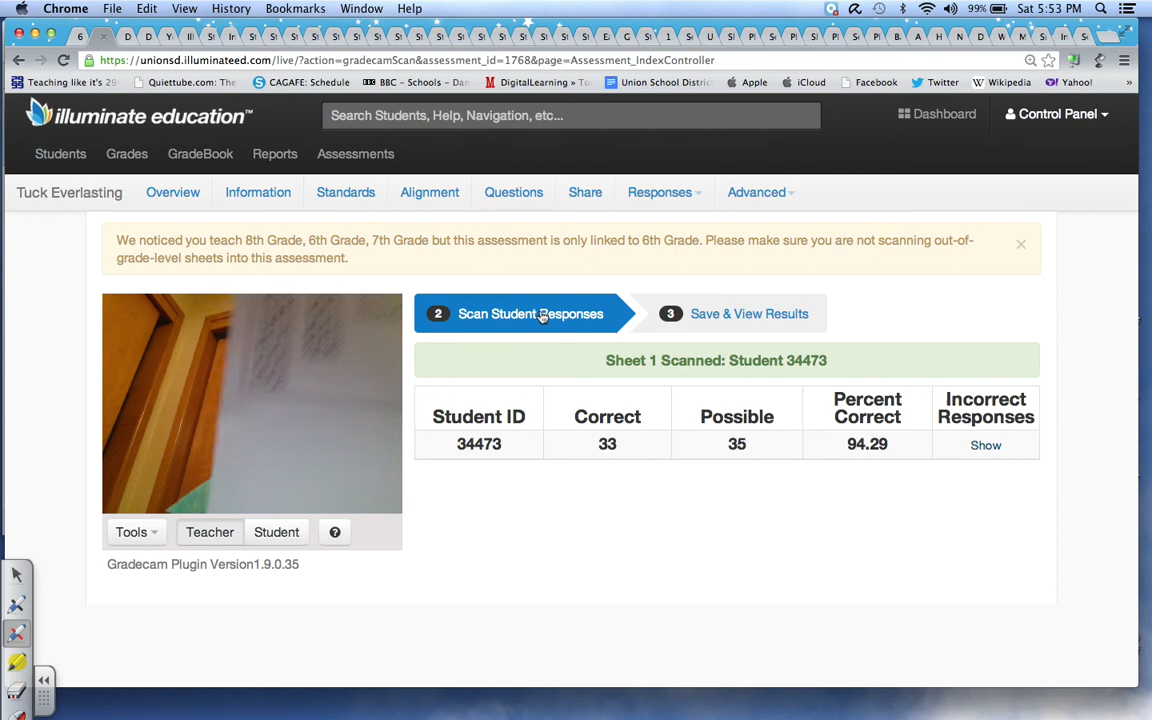 Chrome File Edit View History Bookmarks Window Help 99% Sat 5:53 PM
https://unionsd.illuminateed.com/live/?action=gradecamScan&assessment_id=1768&page=Assessment_IndexController
Teaching like it's 29 Quiettube.com: The CAGAFE: Schedule BBC - Schools - Dan DigitalLearning » To Union School Distric Apple iCloud Facebook Twitter Wikipedia Yahoo! »
illuminate education™ Search Students, Help, Navigation, etc... Dashboard Control Panel
Students Grades GradeBook Reports Assessments
Tuck Everlasting Overview Information Standards Alignment Questions Share Responses Advanced
We noticed you teach 8th Grade, 6th Grade, 7th Grade but this assessment is only linked to 6th Grade. Please make sure you are not scanning out-of-
grade-level sheets into this assessment. ×
2 Scan Student Responses 3 Save & View Results
Sheet 1 Scanned: Student 34473
Student ID Correct Possible Percent Correct Incorrect Responses
34473 33 35 94.29 Show
Tools Teacher Student ?
Gradecam Plugin Version1.9.0.35